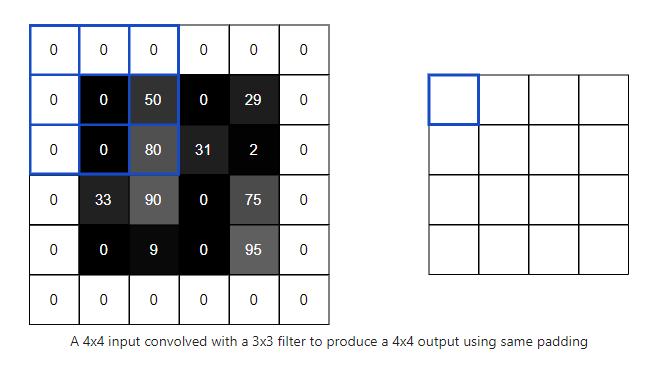 0 0 0 0 0 0
0 0 50 0 29 0
0 0 80 31 2 0
0 33 90 0 75 0
0 0 9 0 95 0
0 0 0 0 0 0
A 4x4 input convolved with a 3x3 filter to produce a 4x4 output using same padding